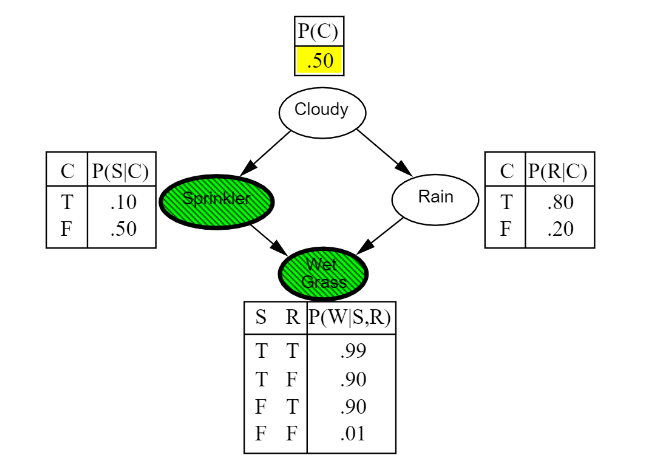 P(C)
.50
Cloudy
C P(S|C)
T .10
F .50
Sprinkler
Rain
C P(R|C)
T .80
F .20
Wet
Grass
S R P(W|S,R)
T T .99
T F .90
F T .90
F F .01